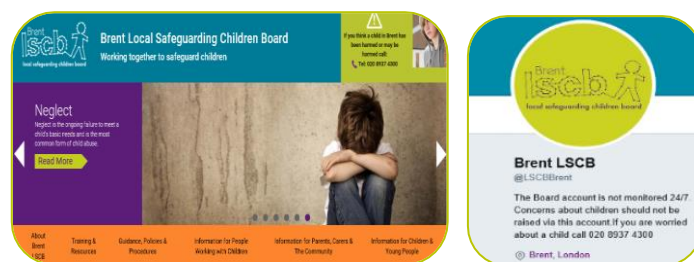 Brent
lscb
local safeguarding children board
Brent Local Safeguarding Children Board
Working together to safeguard children
If you think a child in Brent has
been harmed or may be
harmed call:
Tel: 020 8937 4300
Neglect
Neglect is the ongoing failure to meet a
child's basic needs and is the most
common form of child abuse.
Read More
About
Brent
LSCB
Training &
Resources
Guidance, Policies &
Procedures
Information for People
Working with Children
Information for Parents, Carers &
The Community
Information for Children &
Young People
Brent
lscb
local safeguarding children board
Brent LSCB
@LSCBBrent
The Board account is not monitored 24/7.
Concerns about children should not be
raised via this account.If you are worried
about a child call 020 8937 4300
Brent, London